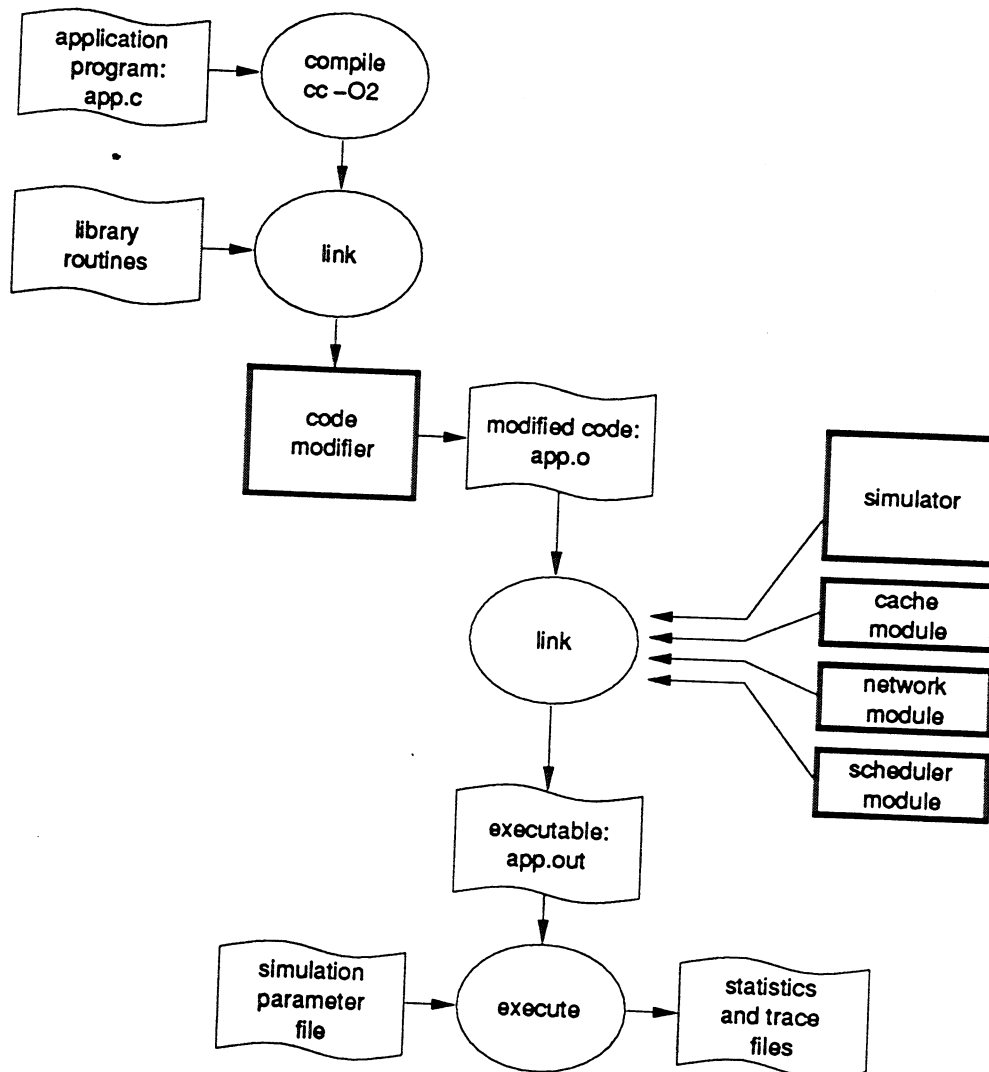 application
program:
app.c
compile
cc –O2
library
routines
link
code
modifier
modified code:
app.o
simulator
cache
module
link
network
module
scheduler
module
executable:
app.out
simulation
parameter
file
execute
statistics
and trace
files